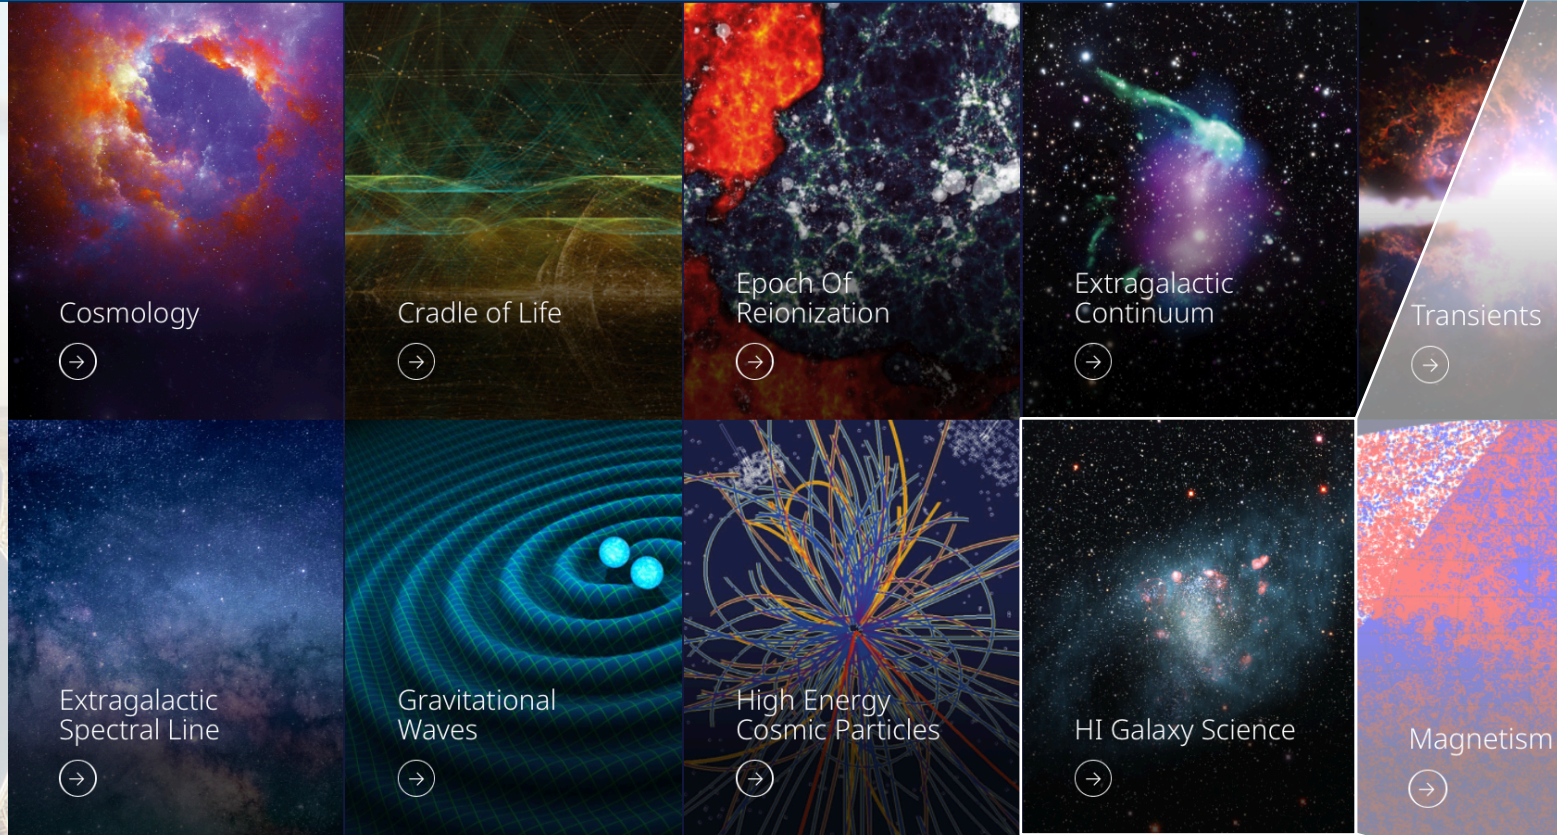 Cosmology
Cradle of Life
Epoch Of
Reionization
Extragalactic
Continuum
Transients
Extragalactic
Spectral Line
Gravitational
Waves
High Energy
Cosmic Particles
HI Galaxy Science
Magnetism